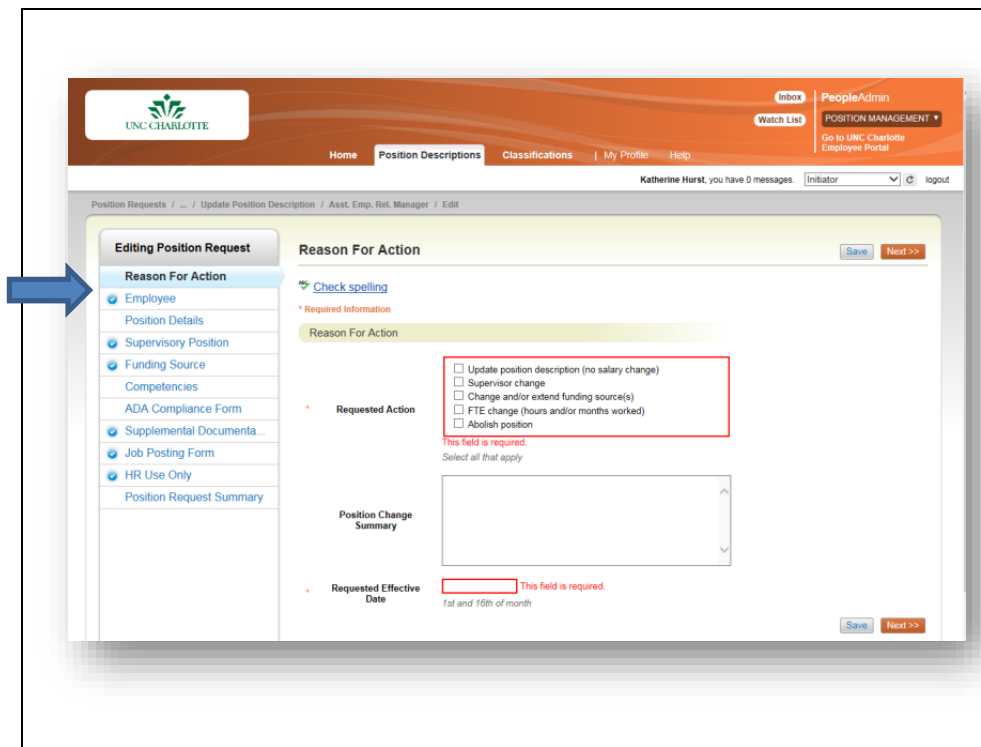 UNC CHARLOTTE
Inbox
PeopleAdmin
Watch List
POSITION MANAGEMENT
Go to UNC Charlotte
Employee Portal
Home Position Descriptions Classifications | My Profile Help
Katherine Hurst, you have 0 messages. Initiator logout
Position Requests / ... / Update Position Description / Asst. Emp. Rel. Manager / Edit
Editing Position Request
Reason For Action
Employee
Position Details
Supervisory Position
Funding Source
Competencies
ADA Compliance Form
Supplemental Documenta...
Job Posting Form
HR Use Only
Position Request Summary
Reason For Action
Save Next >>
ABC Check spelling
* Required Information
Reason For Action
* Requested Action
Update position description (no salary change)
Supervisor change
Change and/or extend funding source(s)
FTE change (hours and/or months worked)
Abolish position
This field is required.
Select all that apply
Position Change
Summary
* Requested Effective
Date
This field is required.
1st and 16th of month
Save Next >>